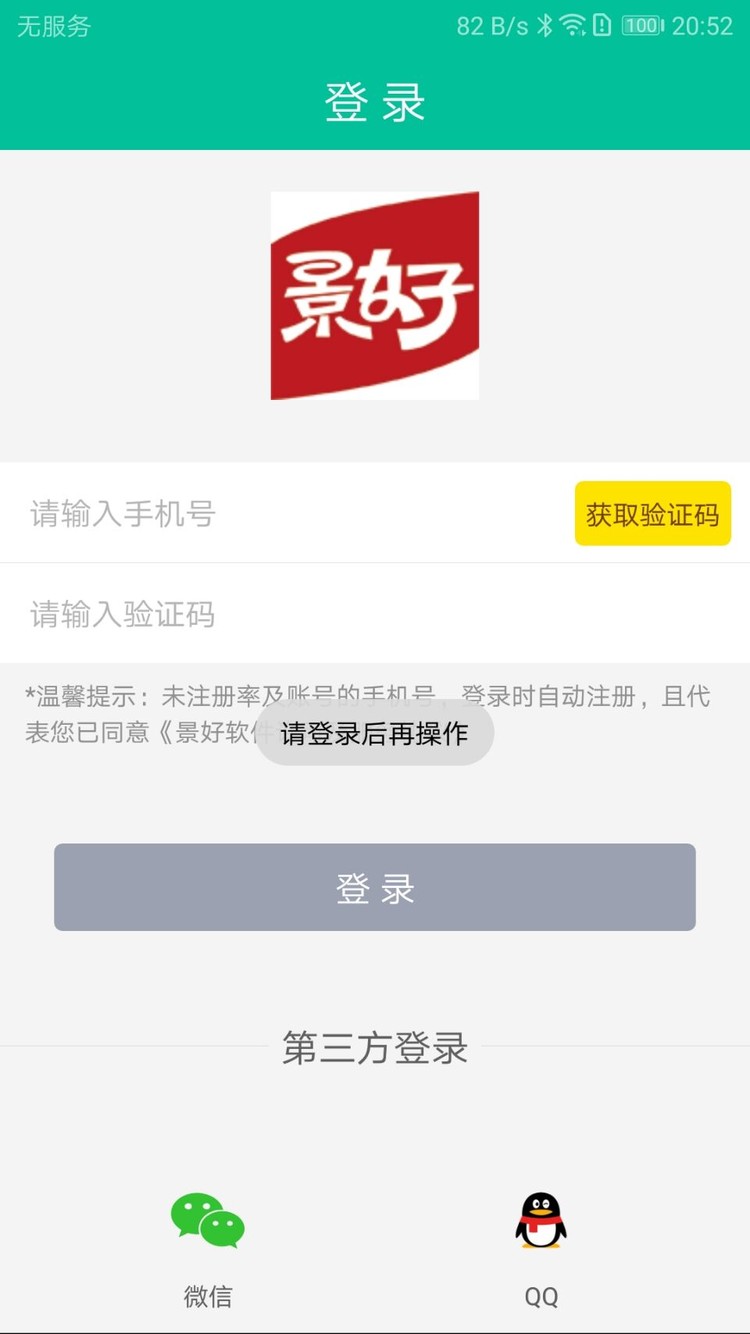 无服务
82 B/s 100 20:52
登录
景好
请输入手机号
获取验证码
请输入验证码
*温馨提示：未注册率及账号的手机号，登录时自动注册，且代
表您已同意《景好软件
请登录后再操作
登录
第三方登录
微信
QQ